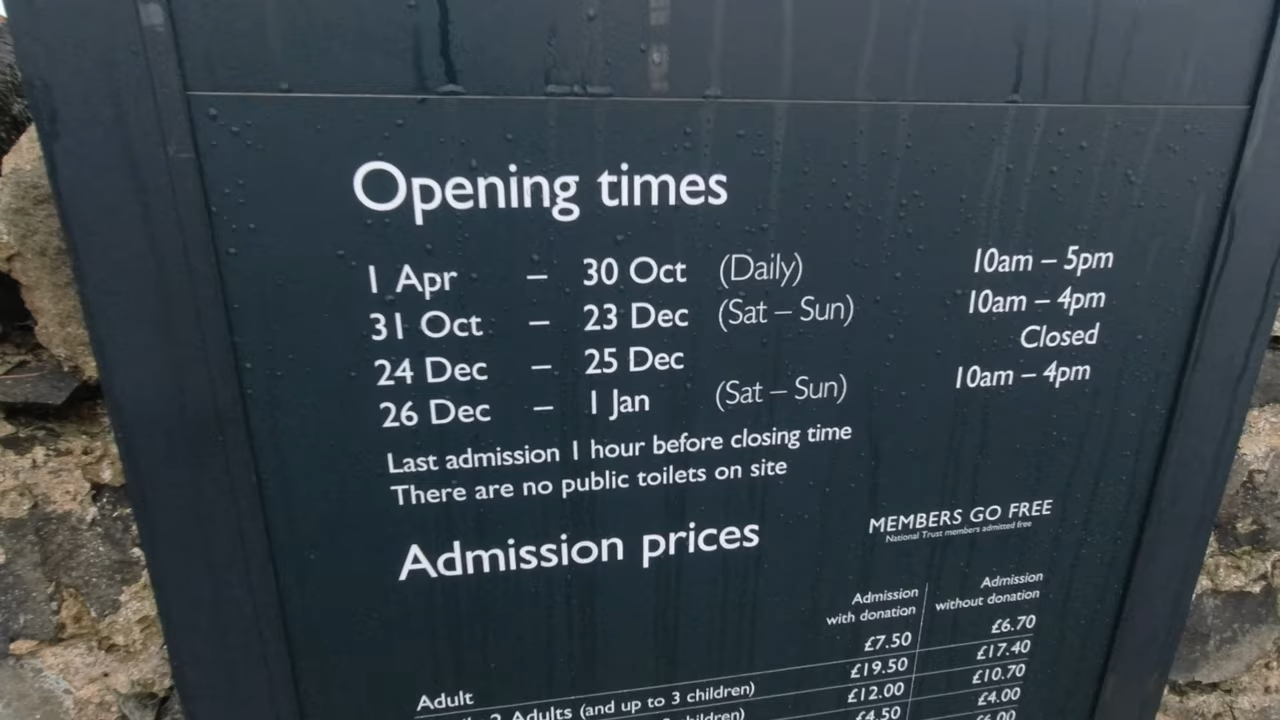 Opening times
1 Apr – 30 Oct (Daily) 10am – 5pm
31 Oct – 23 Dec (Sat – Sun) 10am – 4pm
24 Dec – 25 Dec Closed
26 Dec – 1 Jan (Sat – Sun) 10am – 4pm
Last admission 1 hour before closing time
There are no public toilets on site
MEMBERS GO FREE
National Trust members admitted free
Admission prices
Admission with donation
Admission without donation
Adult £7.50 £6.70
2 Adults (and up to 3 children) £19.50 £17.40
£12.00 £10.70
£4.50 £4.00